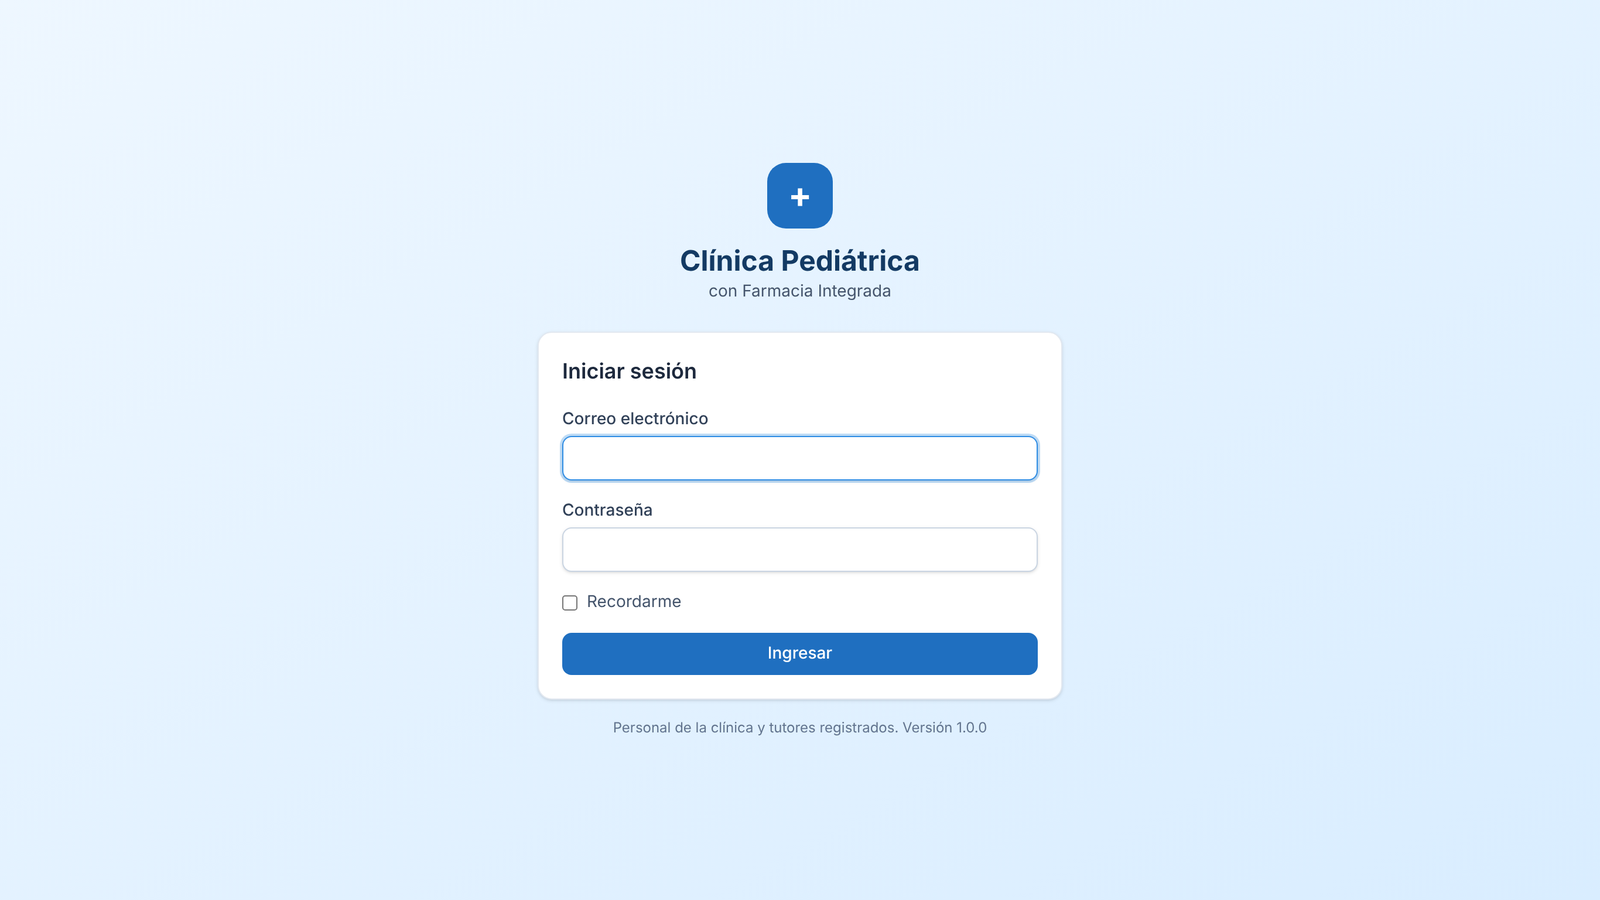 +
Clínica Pediátrica
con Farmacia Integrada
Iniciar sesión
Correo electrónico
Contraseña
Recordarme
Ingresar
Personal de la clínica y tutores registrados. Versión 1.0.0